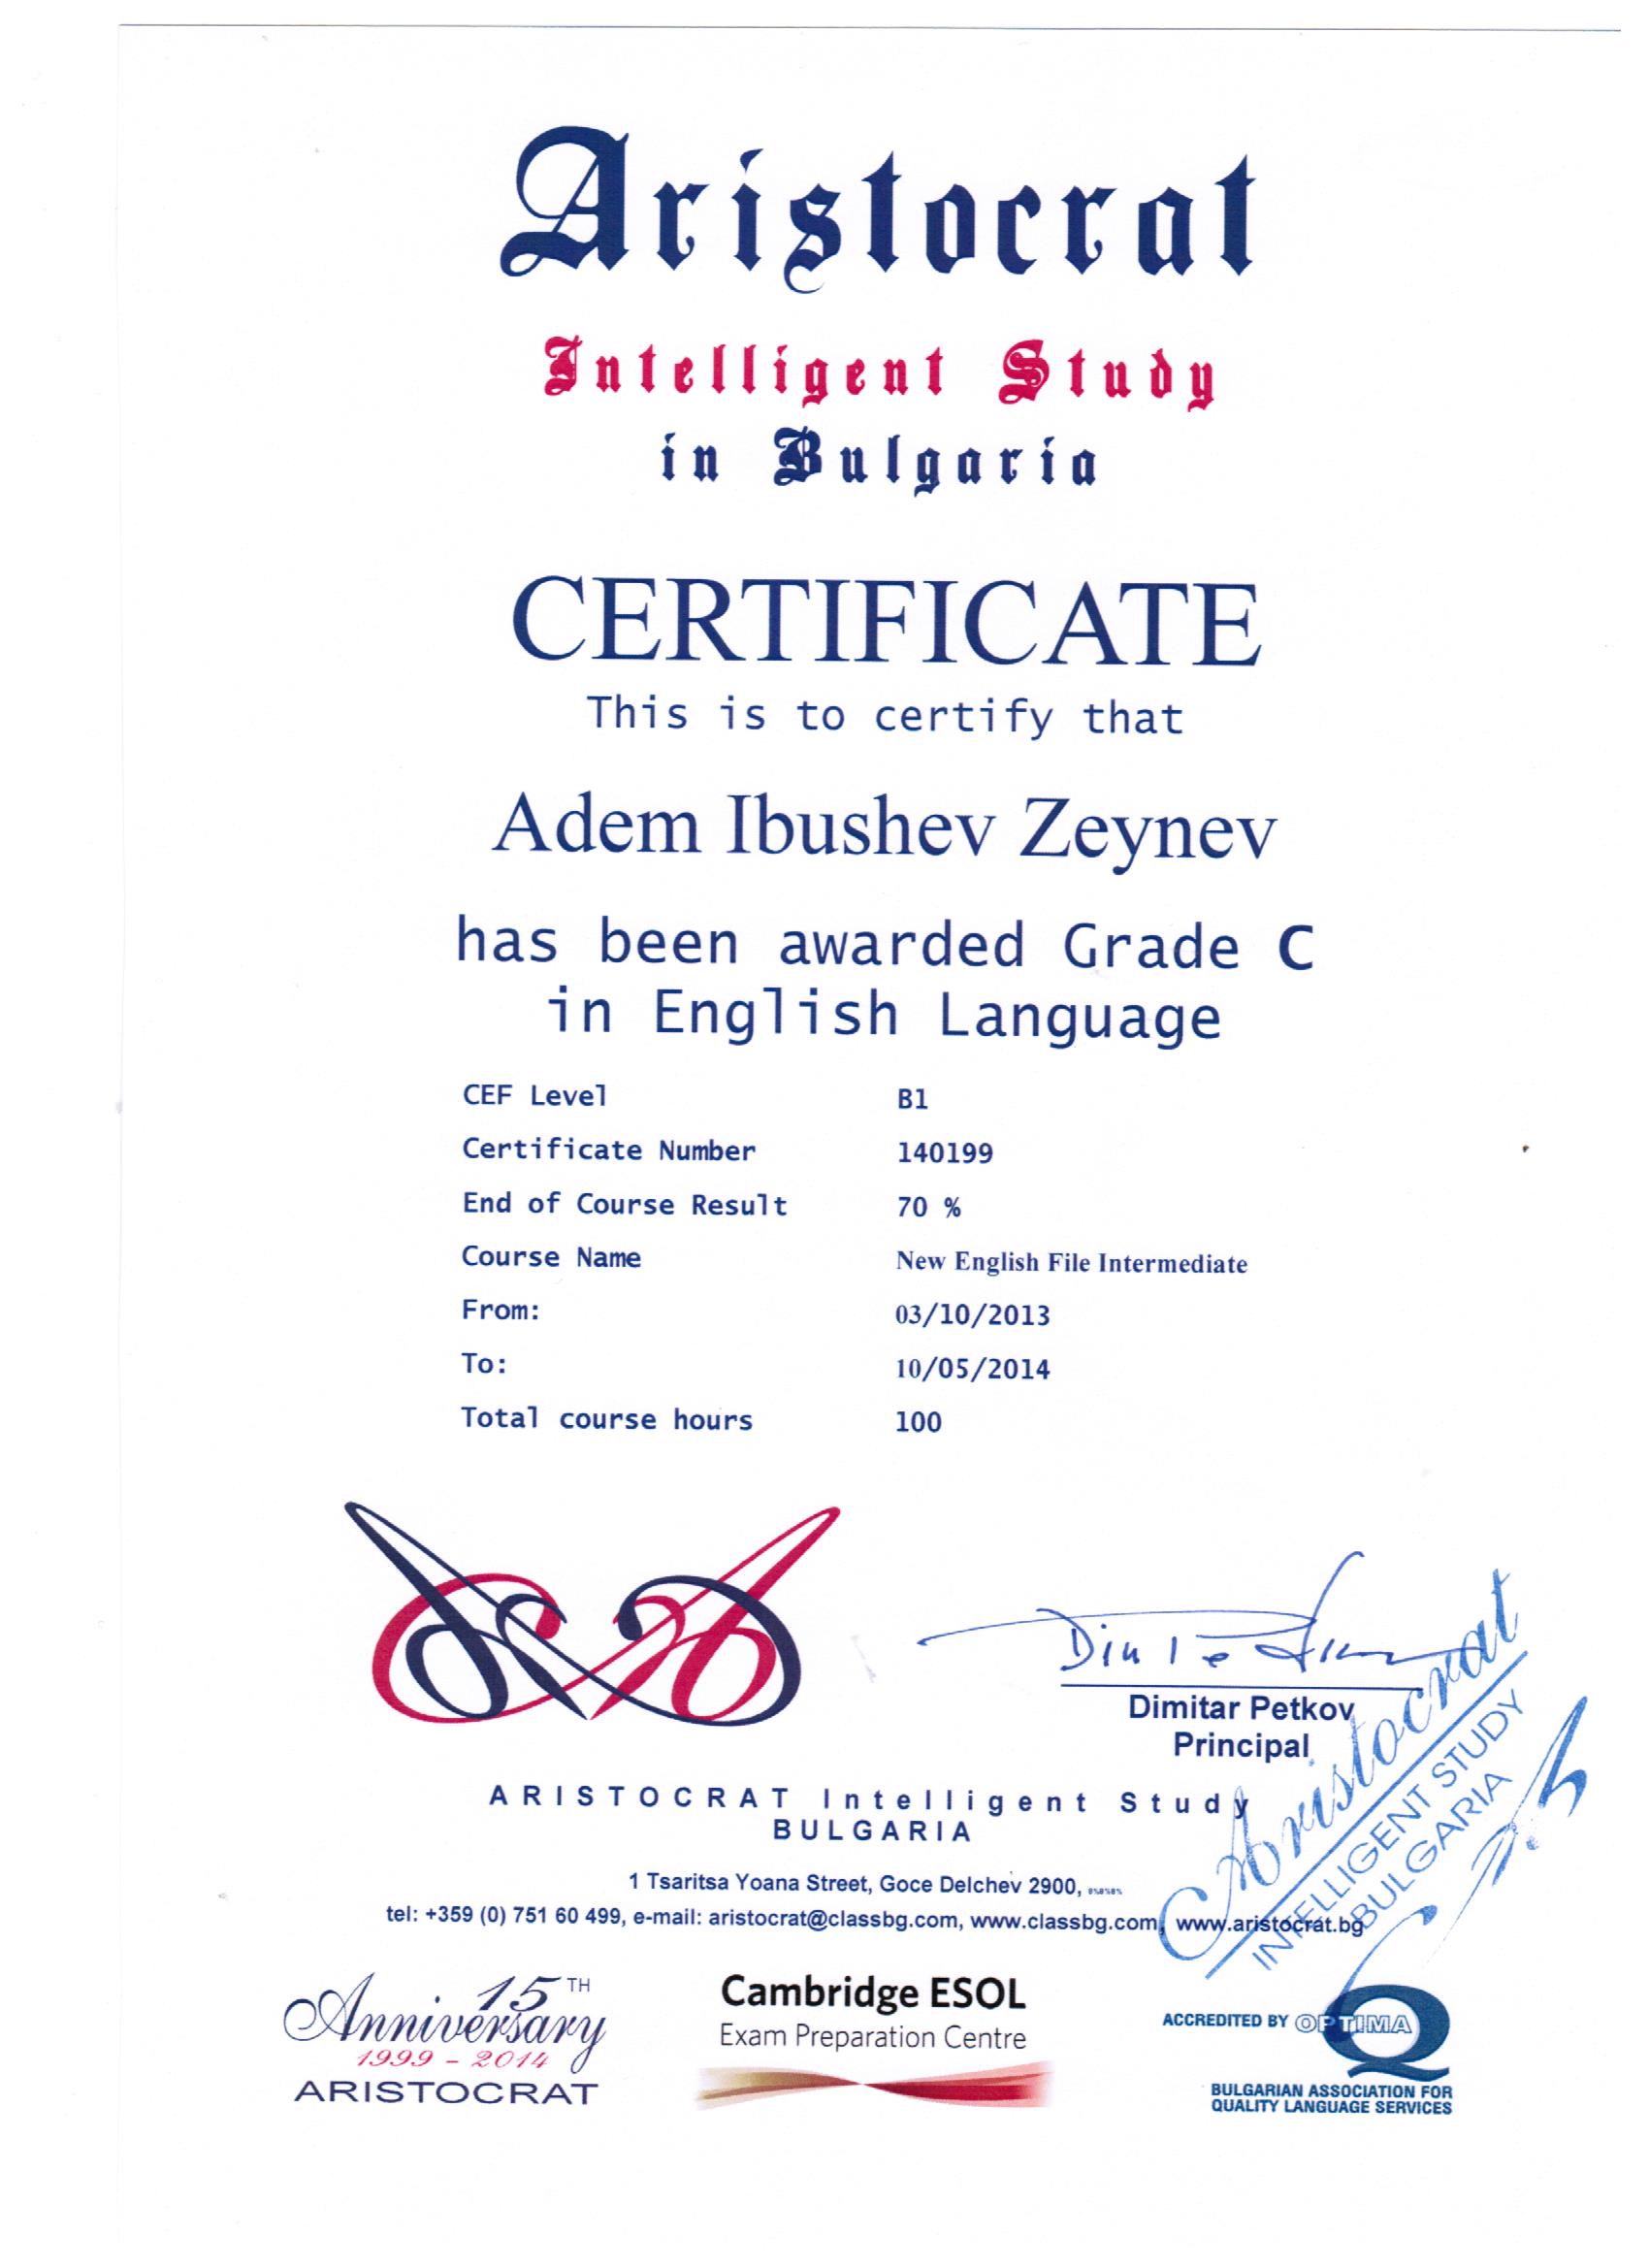 Aristocrat
Intelligent Study
in Bulgaria
CERTIFICATE
This is to certify that
Adem Ibushev Zeynev
has been awarded Grade C
in English Language
CEF Level B1
Certificate Number 140199
End of Course Result 70 %
Course Name New English File Intermediate
From: 03/10/2013
To: 10/05/2014
Total course hours 100
Dimitar Petkov
Principal
Aristocrat
INTELLIGENT STUDY
BULGARIA
ARISTOCRAT Intelligent Study
BULGARIA
1 Tsaritsa Yoana Street, Goce Delchev 2900,
tel: +359 (0) 751 60 499, e-mail: aristocrat@classbg.com, www.classbg.com, www.aristocrat.bg
15TH
Anniversary
1999 - 2014
ARISTOCRAT
Cambridge ESOL
Exam Preparation Centre
ACCREDITED BY OPTIMA
BULGARIAN ASSOCIATION FOR
QUALITY LANGUAGE SERVICES